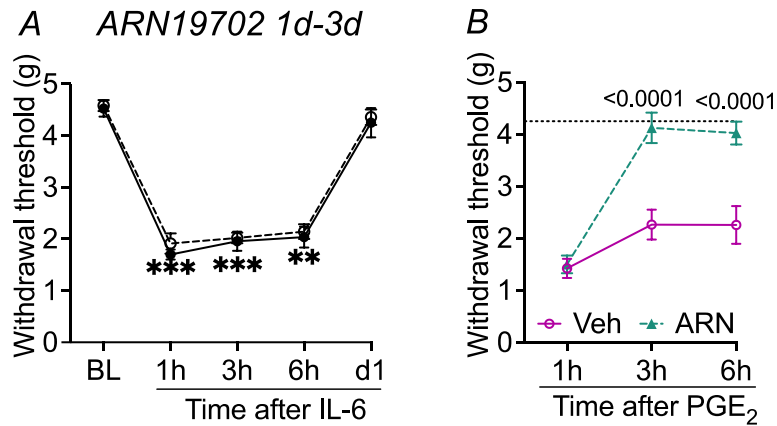 A ARN19702 1d-3d
Withdrawal threshold (g)
5
4
3
2
1
0
*** *** **
BL 1h 3h 6h d1
Time after IL-6
B
Withdrawal threshold (g)
5
4
3
2
1
0
<0.0001 <0.0001
Veh ARN
1h 3h 6h
Time after PGE₂